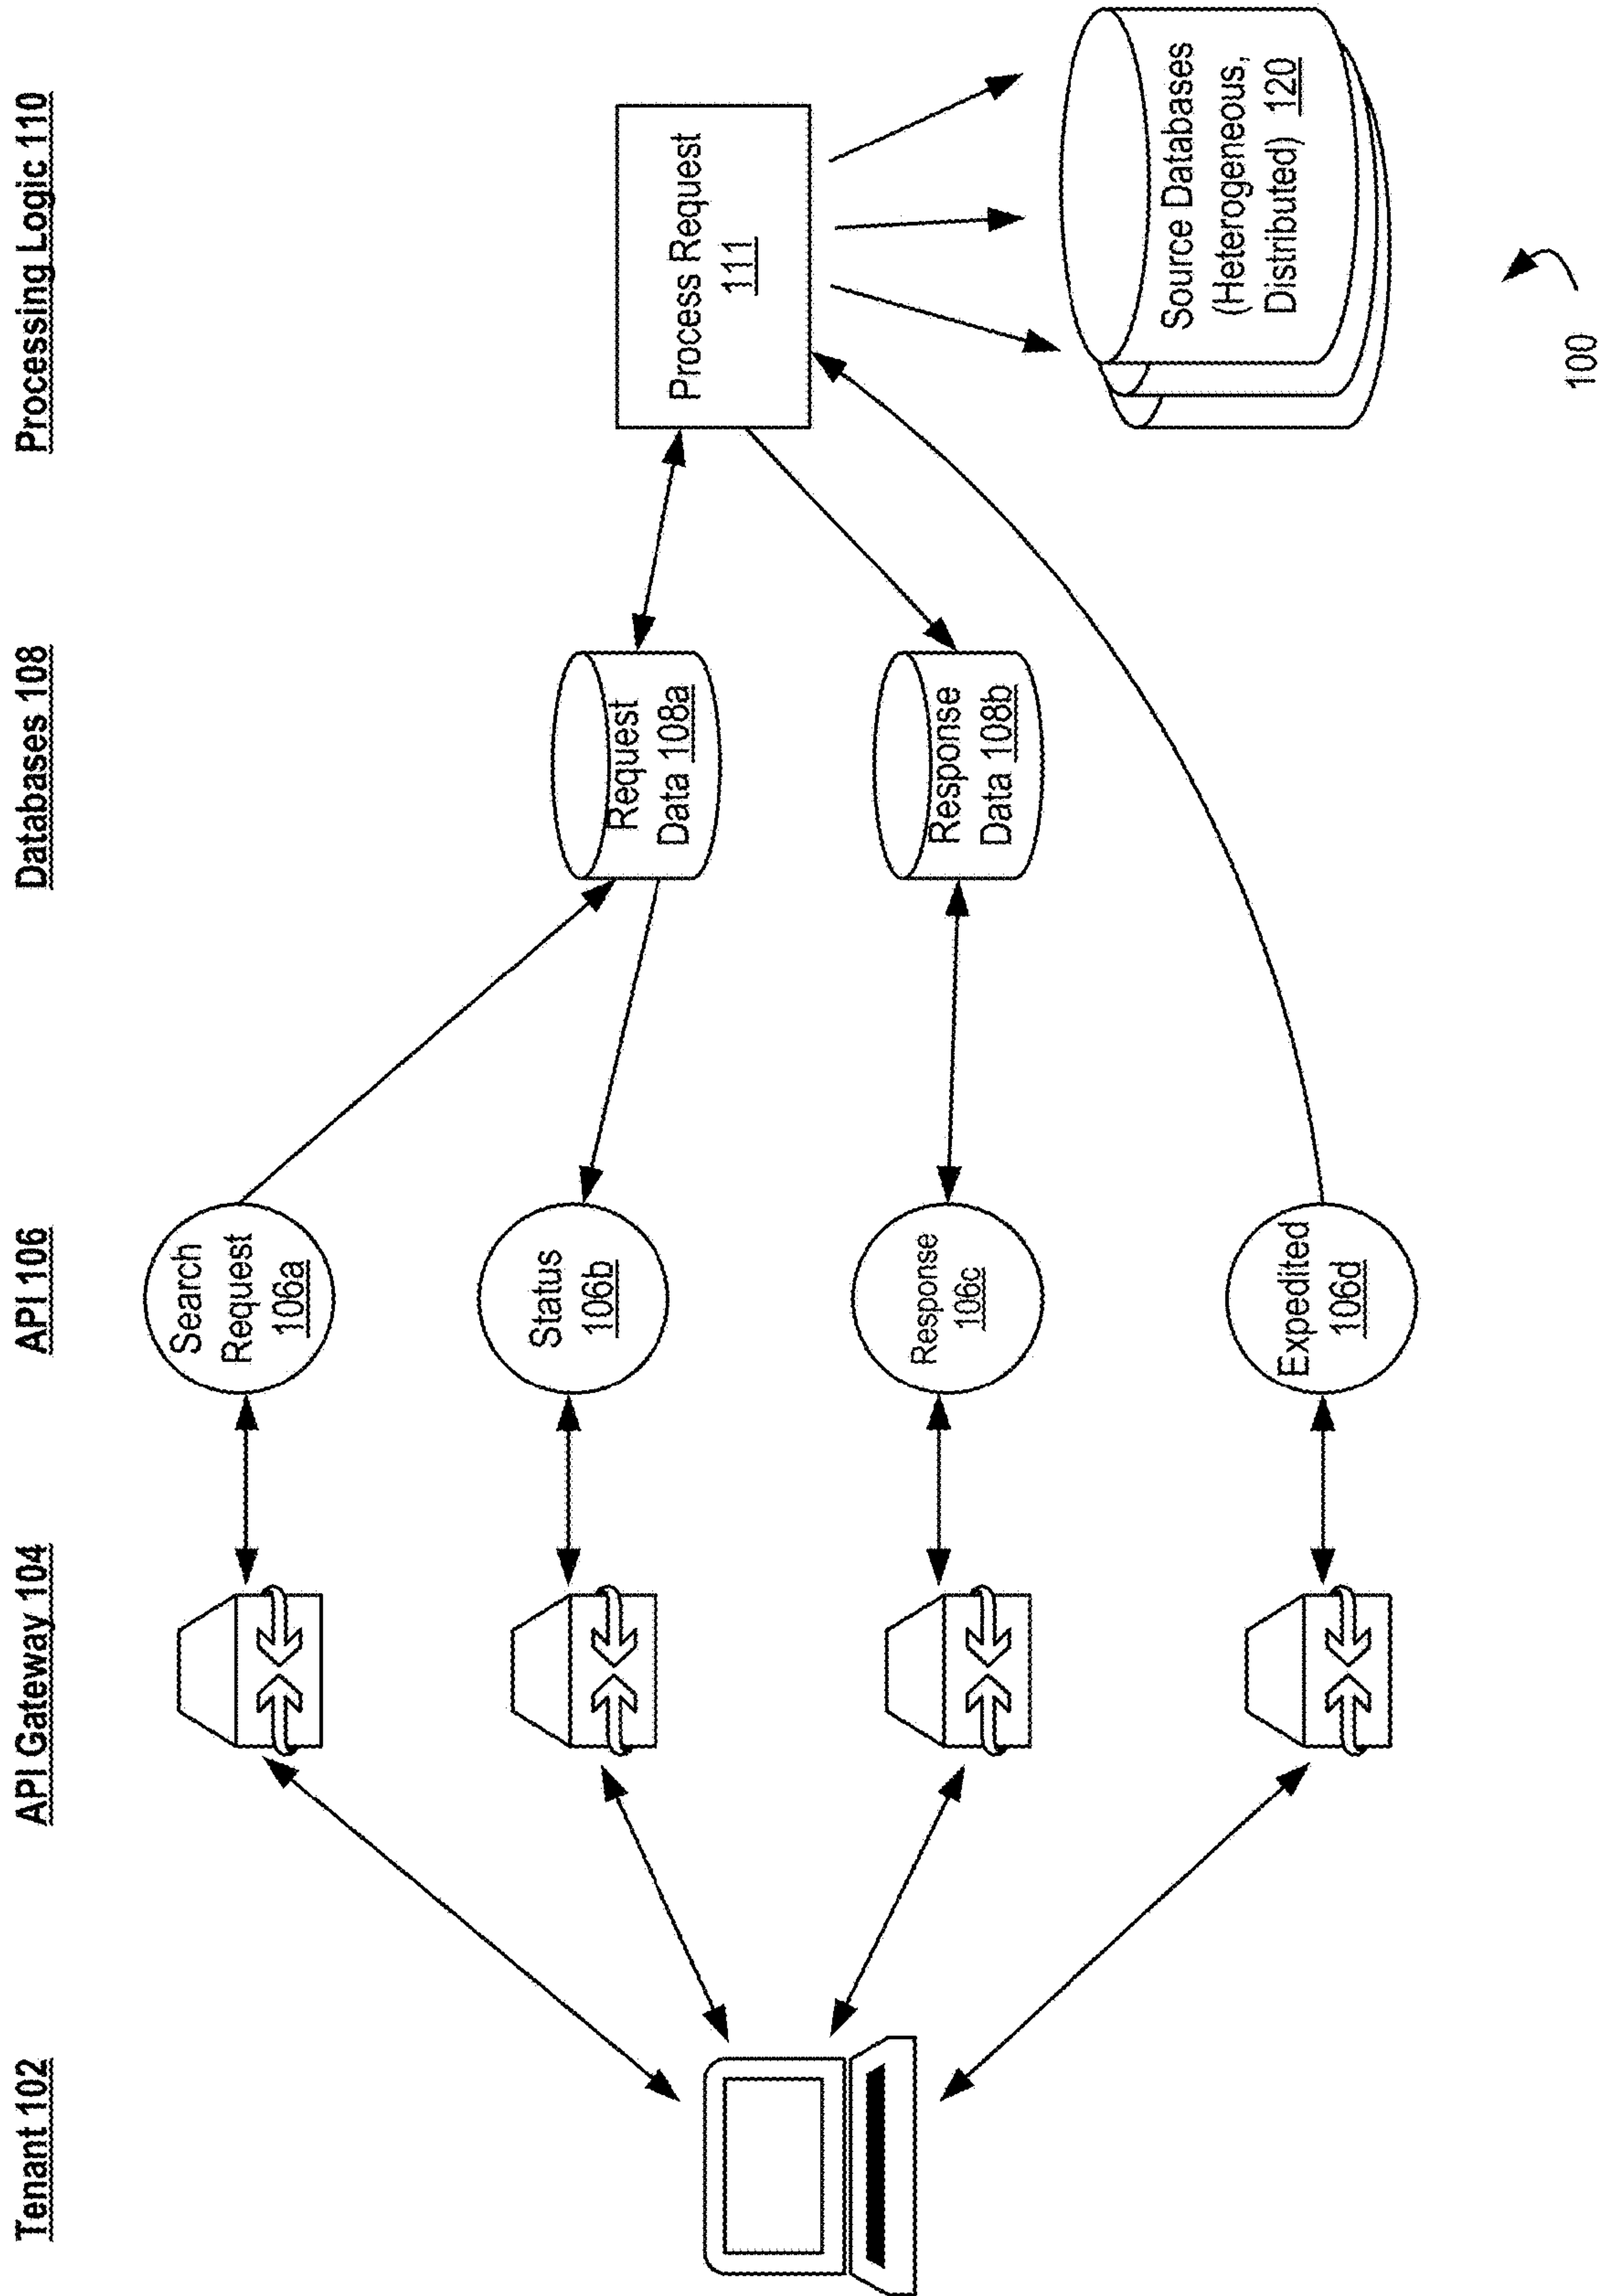 Tenant 102
API Gateway 104
API 106
Databases 108
Processing Logic 110
Search
Request
106a
Status
106b
Response
106c
Expedited
106d
Request
Data 108a
Response
Data 108b
Process Request
111
Source Databases
(Heterogeneous,
Distributed) 120
100